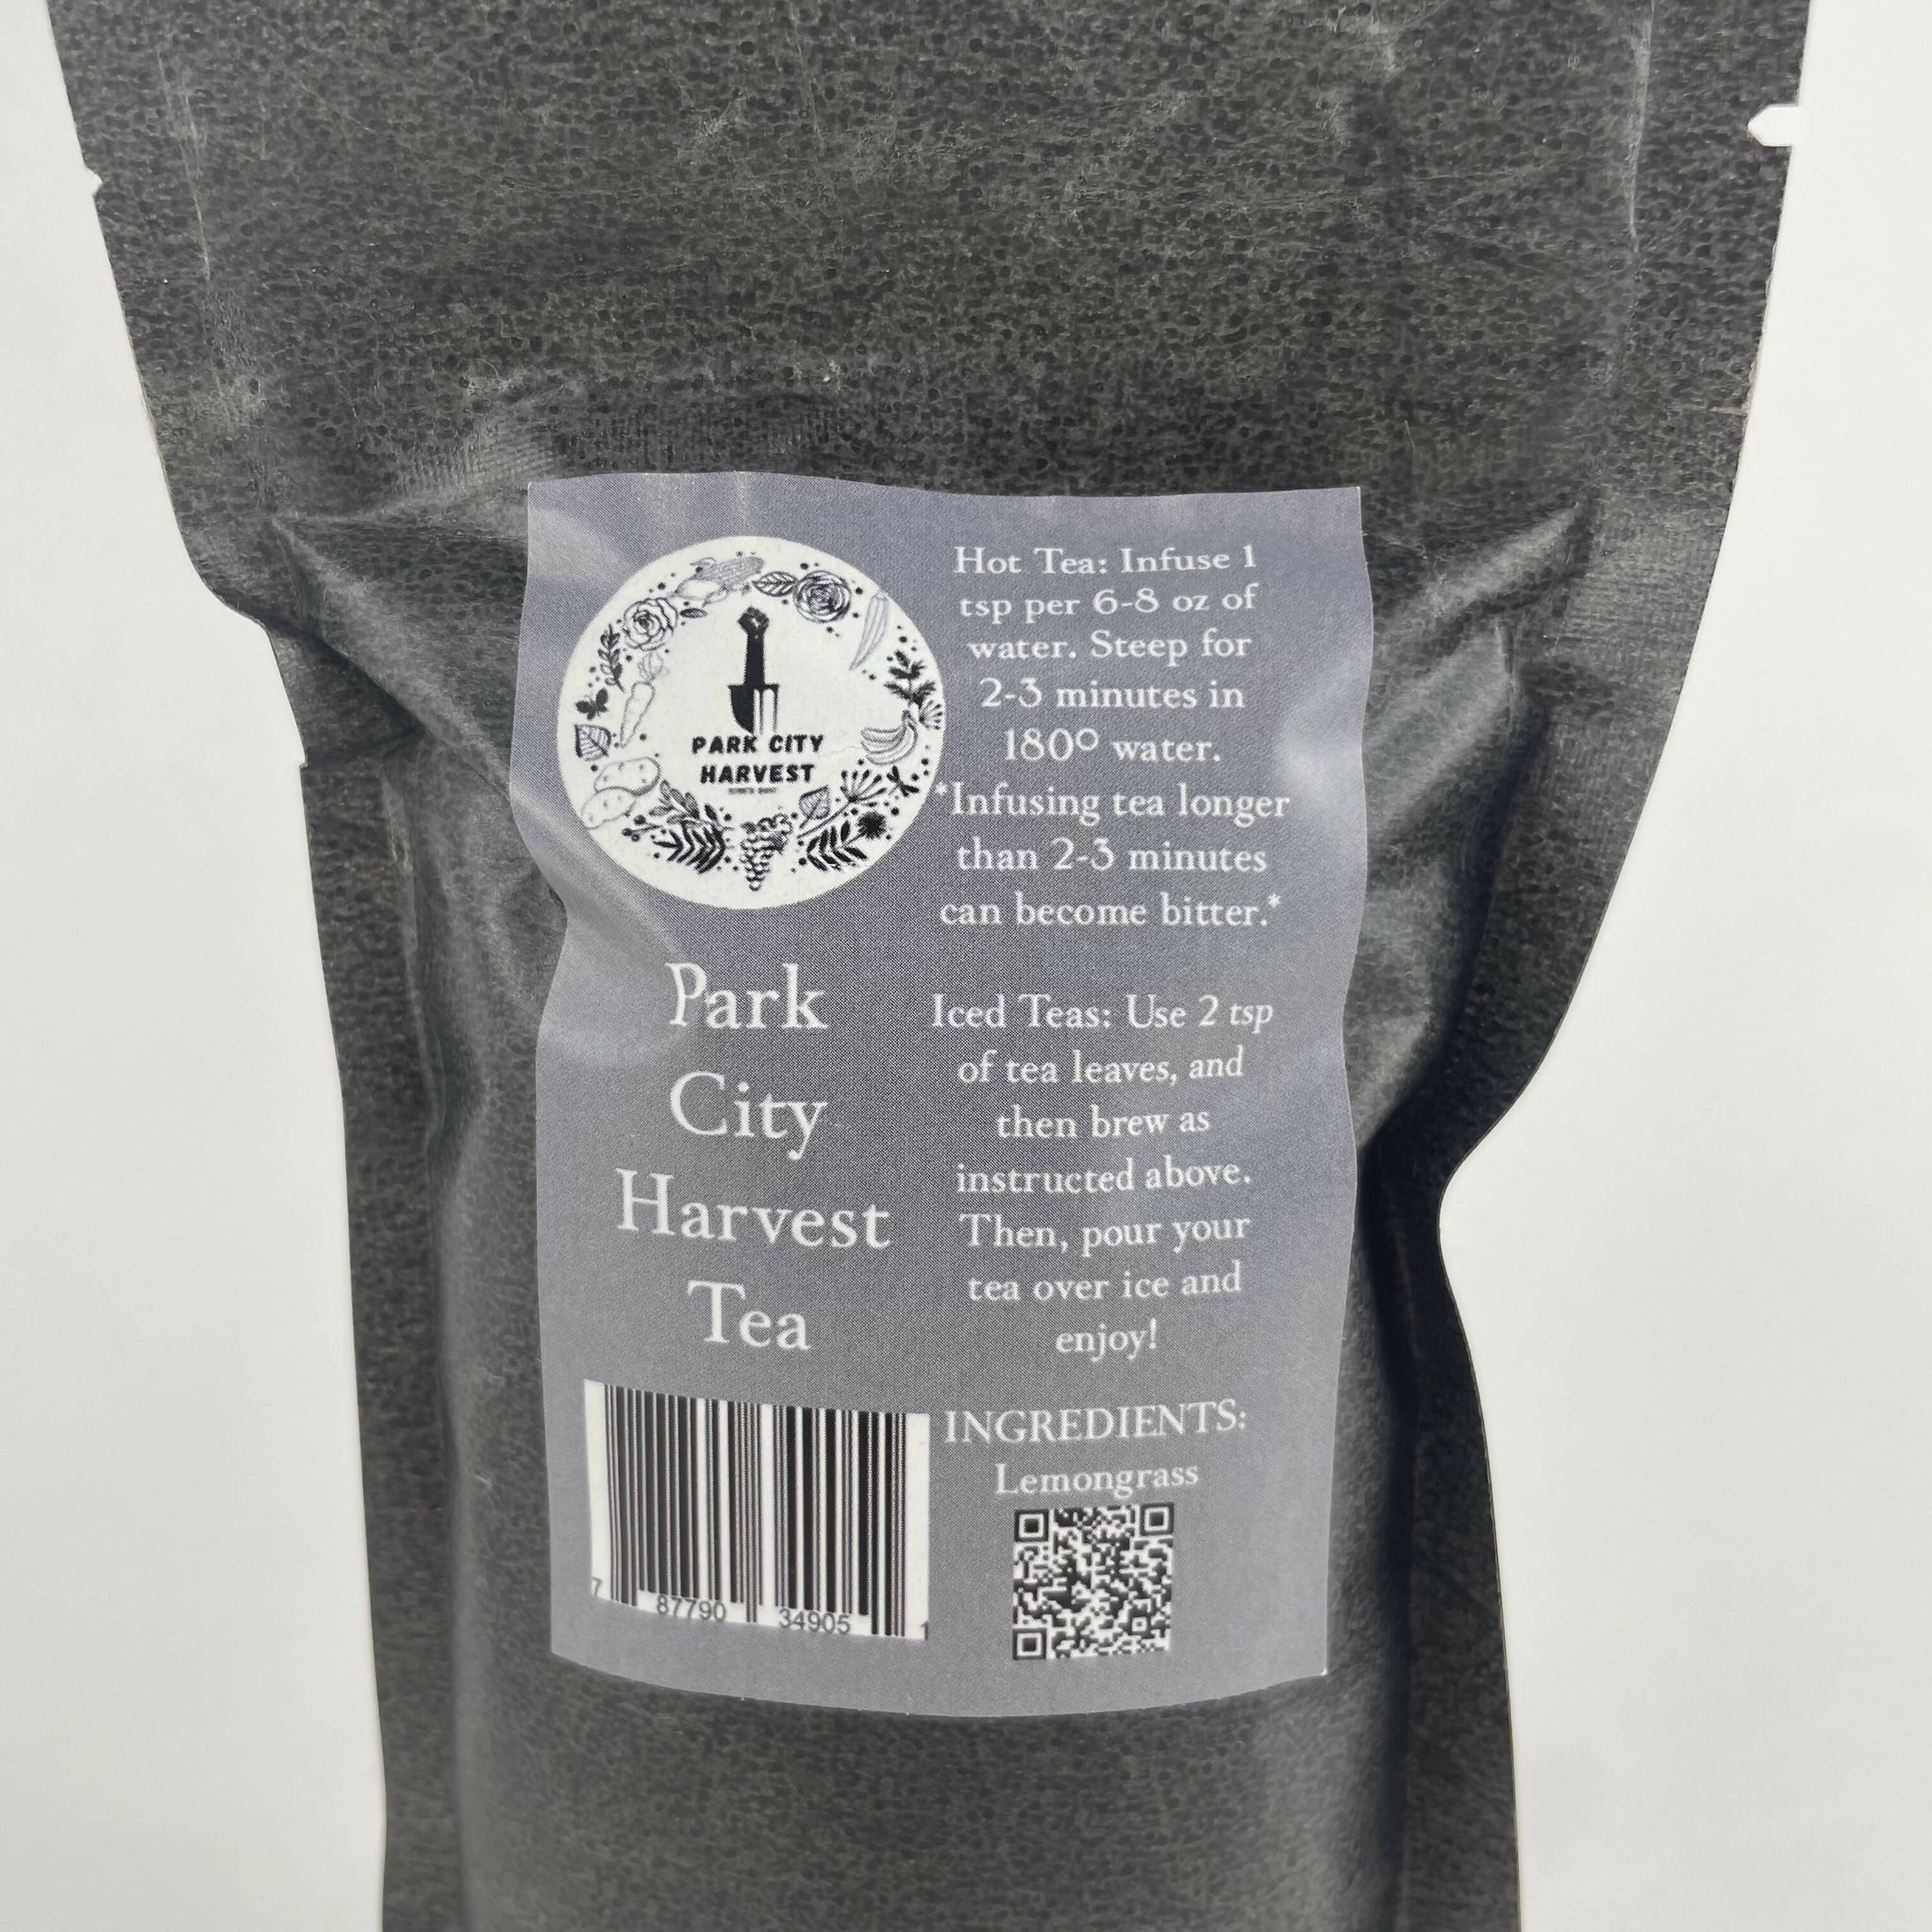 PARK CITY
HARVEST
Park
City
Harvest
Tea
Hot Tea: Infuse 1
tsp per 6-8 oz of
water. Steep for
2-3 minutes in
180° water.
*Infusing tea longer
than 2-3 minutes
can become bitter.*
Iced Teas: Use 2 tsp
of tea leaves, and
then brew as
instructed above.
Then, pour your
tea over ice and
enjoy!
INGREDIENTS:
Lemongrass
7 87790 34905 1